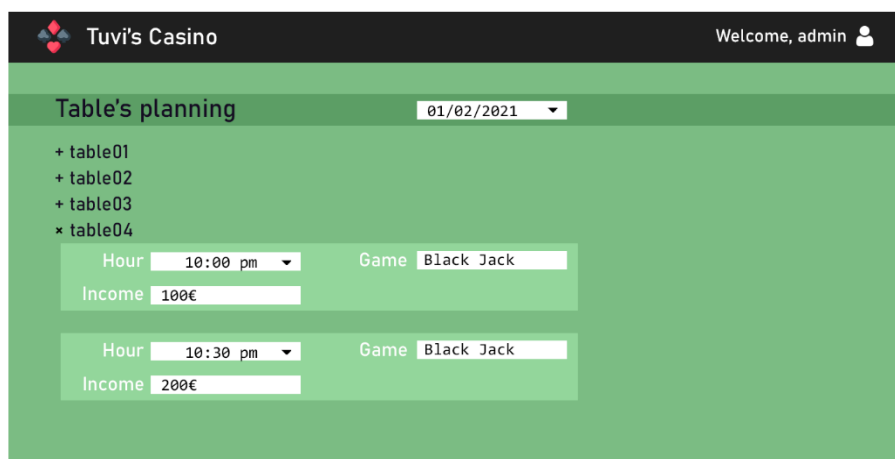 Tuvi's Casino Welcome, admin
Table's planning 01/02/2021
+ table01
+ table02
+ table03
× table04
Hour 10:00 pm Game Black Jack
Income 100€
Hour 10:30 pm Game Black Jack
Income 200€